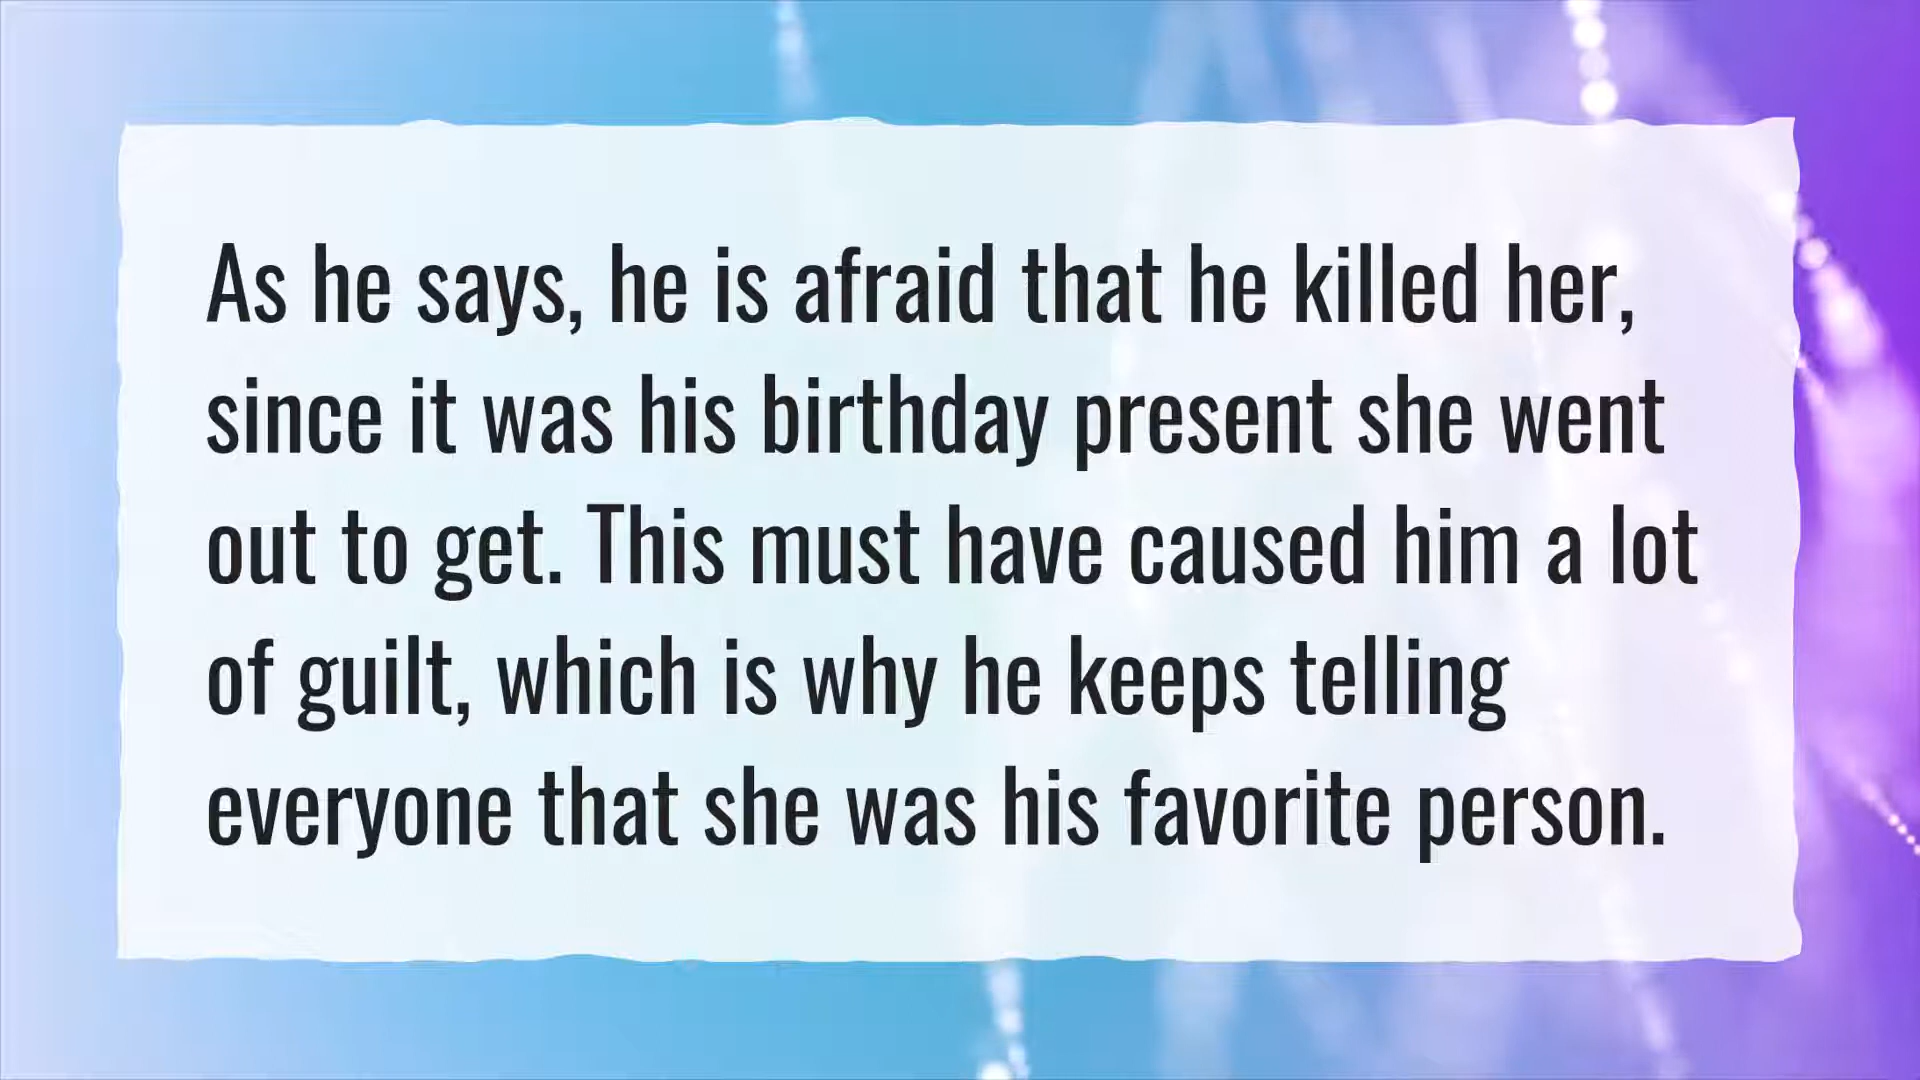 As he says, he is afraid that he killed her,
since it was his birthday present she went
out to get. This must have caused him a lot
of guilt, which is why he keeps telling
everyone that she was his favorite person.